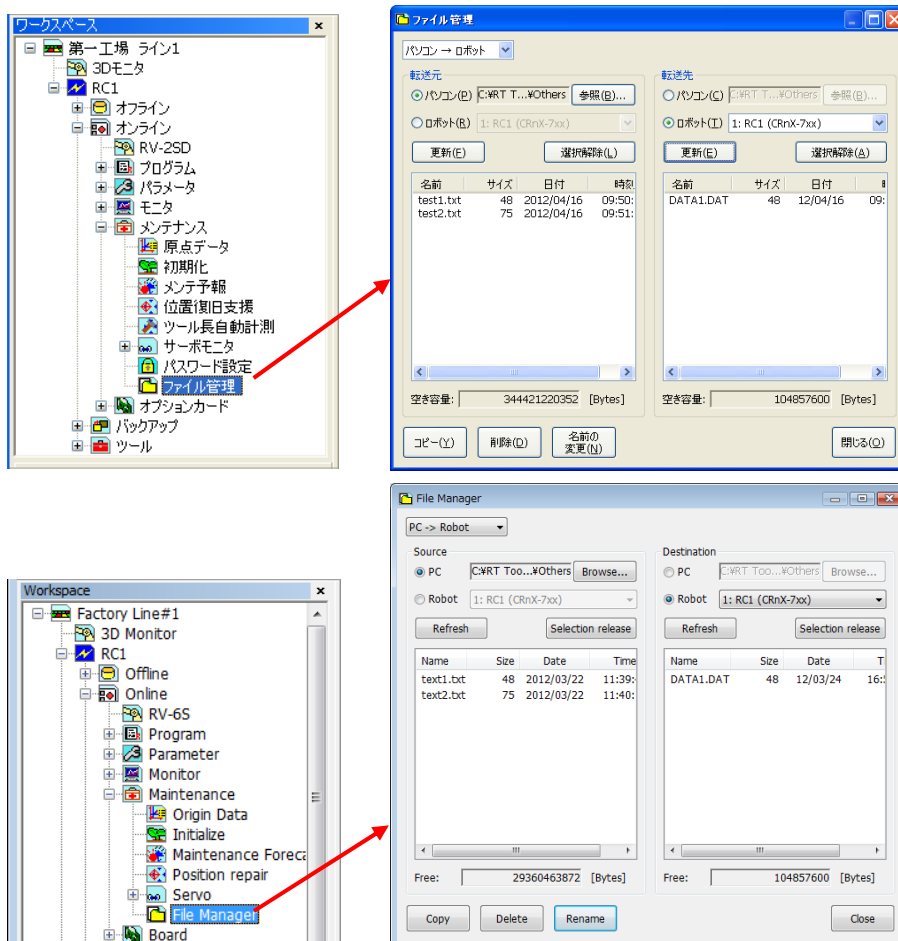 ワークスペース
第一工場 ライン1
3Dモニタ
RC1
オフライン
オンライン
RV-2SD
プログラム
パラメータ
モニタ
メンテナンス
原点データ
初期化
メンテ予報
位置復旧支援
ツール長自動計測
サーボモニタ
パスワード設定
ファイル管理
オプションカード
バックアップ
ツール
ファイル管理
パソコン → ロボット
転送元
パソコン(P) C:¥RT T...¥Others 参照(B)...
ロボット(R) 1: RC1 (CRnX-7xx)
更新(F) 選択解除(L)
名前 サイズ 日付 時刻
test1.txt 48 2012/04/16 09:50:
test2.txt 75 2012/04/16 09:51:
空き容量: 344421220352 [Bytes]
転送先
パソコン(C) C:¥RT T...¥Others 参照(B)...
ロボット(T) 1: RC1 (CRnX-7xx)
更新(E) 選択解除(A)
名前 サイズ 日付
DATA1.DAT 48 12/04/16 09:
空き容量: 104857600 [Bytes]
コピー(Y) 削除(D) 名前の
変更(N)
閉じる(O)
Workspace
Factory Line#1
3D Monitor
RC1
Offline
Online
RV-6S
Program
Parameter
Monitor
Maintenance
Origin Data
Initialize
Maintenance Foreca
Position repair
Servo
File Manager
Board
File Manager
PC -> Robot
Source
PC C:¥RT Too...¥Others Browse...
Robot 1: RC1 (CRnX-7xx)
Refresh Selection release
Name Size Date Time
text1.txt 48 2012/03/22 11:39:
text2.txt 75 2012/03/22 11:40:
Free: 29360463872 [Bytes]
Destination
PC C:¥RT Too...¥Others Browse...
Robot 1: RC1 (CRnX-7xx)
Refresh Selection release
Name Size Date T
DATA1.DAT 48 12/03/24 16:
Free: 104857600 [Bytes]
Copy Delete Rename Close